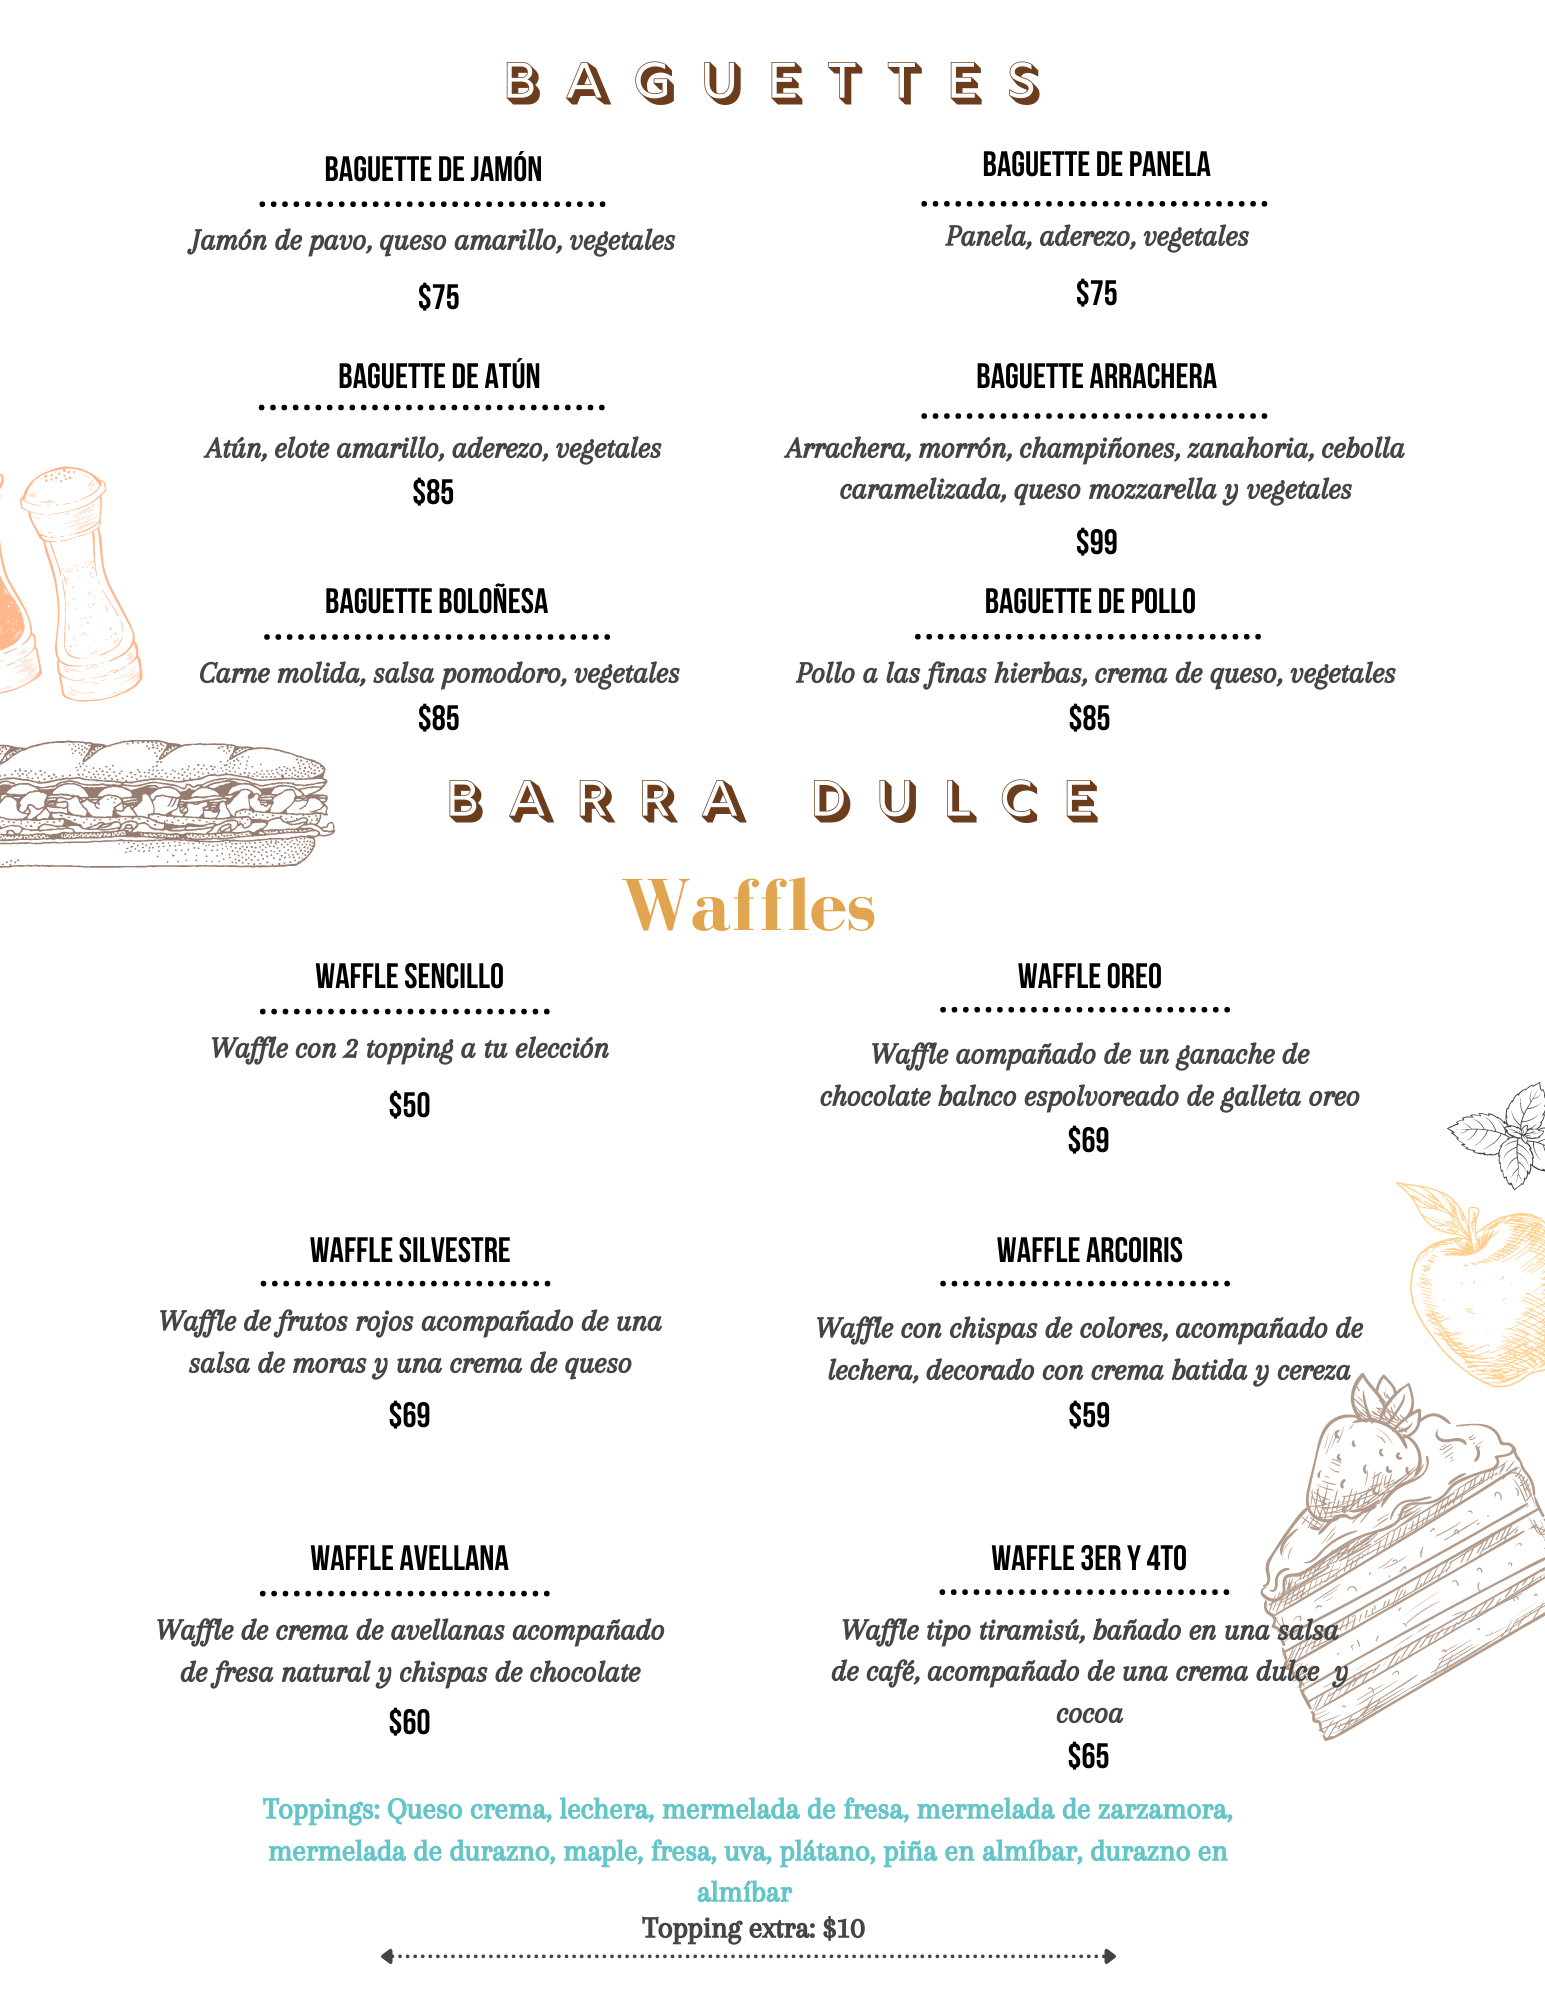 BAGUETTES
BAGUETTE DE JAMÓN
Jamón de pavo, queso amarillo, vegetales
$75
BAGUETTE DE PANELA
Panela, aderezo, vegetales
$75
BAGUETTE DE ATÚN
Atún, elote amarillo, aderezo, vegetales
$85
BAGUETTE ARRACHERA
Arrachera, morrón, champiñones, zanahoria, cebolla
caramelizada, queso mozzarella y vegetales
$99
BAGUETTE BOLOÑESA
Carne molida, salsa pomodoro, vegetales
$85
BAGUETTE DE POLLO
Pollo a las finas hierbas, crema de queso, vegetales
$85
BARRA DULCE
Waffles
WAFFLE SENCILLO
Waffle con 2 topping a tu elección
$50
WAFFLE OREO
Waffle aompañado de un ganache de
chocolate balnco espolvoreado de galleta oreo
$69
WAFFLE SILVESTRE
Waffle de frutos rojos acompañado de una
salsa de moras y una crema de queso
$69
WAFFLE ARCOIRIS
Waffle con chispas de colores, acompañado de
lechera, decorado con crema batida y cereza
$59
WAFFLE AVELLANA
Waffle de crema de avellanas acompañado
de fresa natural y chispas de chocolate
$60
WAFFLE 3ER Y 4TO
Waffle tipo tiramisú, bañado en una salsa
de café, acompañado de una crema dulce y
cocoa
$65
Toppings: Queso crema, lechera, mermelada de fresa, mermelada de zarzamora,
mermelada de durazno, maple, fresa, uva, plátano, piña en almíbar, durazno en
almíbar
Topping extra: $10